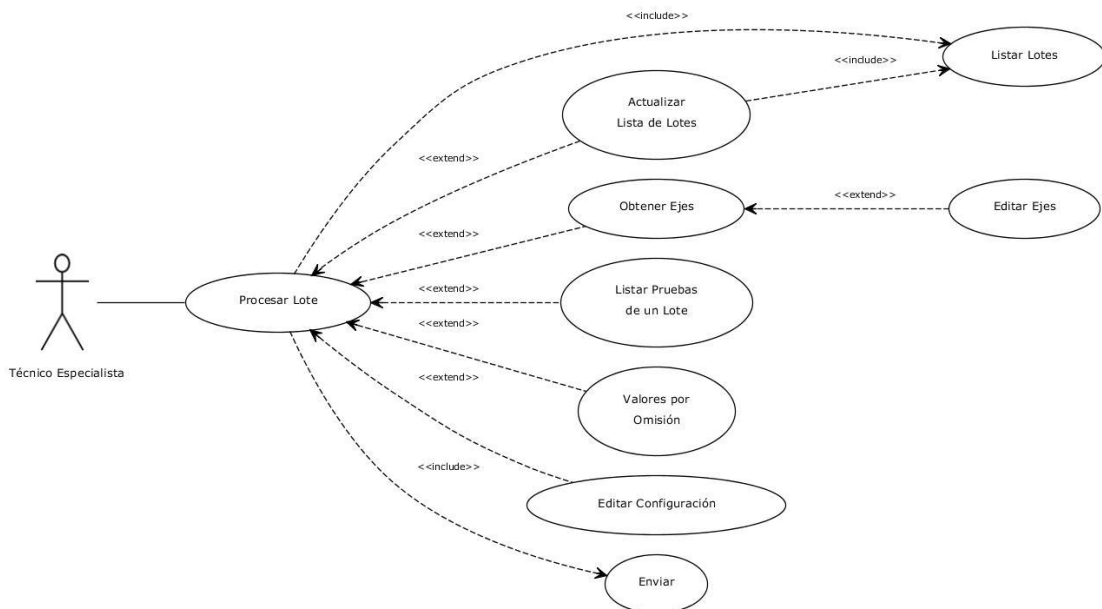 <<include>>
Listar Lotes
<<include>>
Actualizar
Lista de Lotes
<<extend>>
<<extend>>
Obtener Ejes
Editar Ejes
<<extend>>
Procesar Lote
<<extend>>
Listar Pruebas
de un Lote
<<extend>>
Técnico Especialista
<<extend>>
Valores por
Omisión
<<include>>
Editar Configuración
Enviar